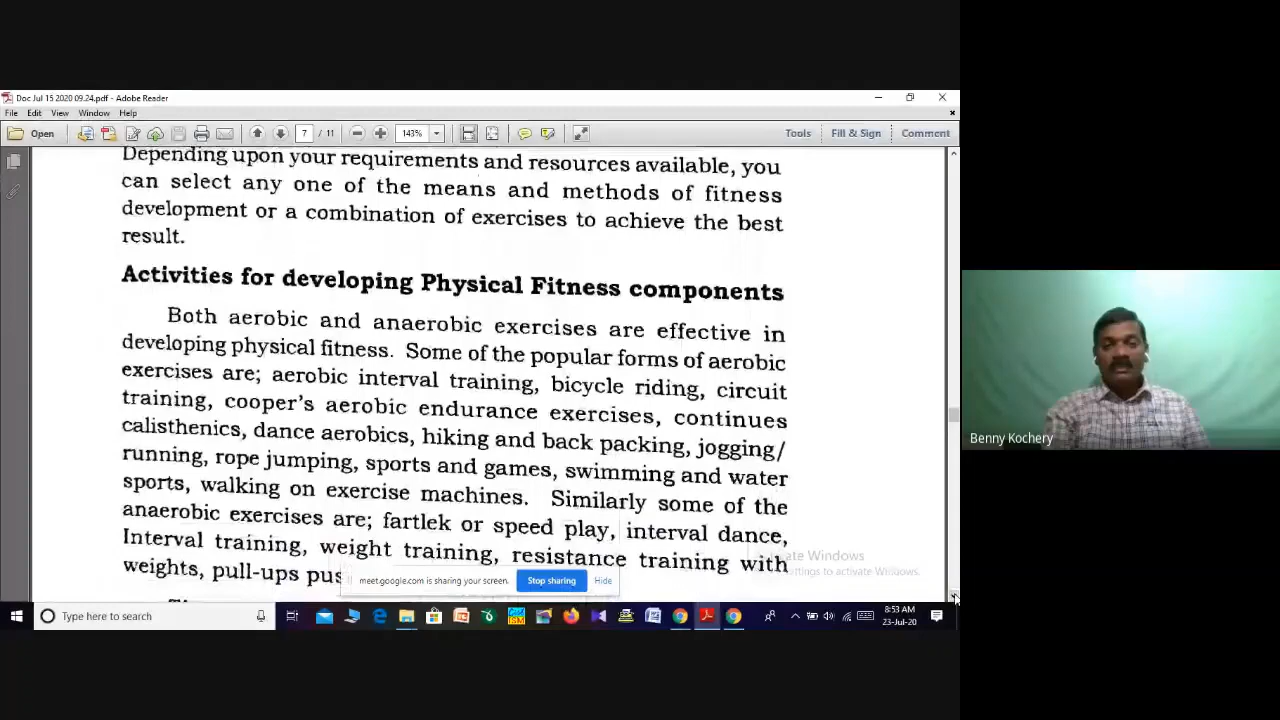 Doc Jul 15 2020 09.24.pdf - Adobe Reader
File Edit View Window Help
Open 7 / 11 143% Tools Fill & Sign Comment
Depending upon your requirements and resources available, you
can select any one of the means and methods of fitness
development or a combination of exercises to achieve the best
result.
Activities for developing Physical Fitness components
Both aerobic and anaerobic exercises are effective in
developing physical fitness. Some of the popular forms of aerobic
exercises are; aerobic interval training, bicycle riding, circuit
training, cooper's aerobic endurance exercises, continues
calisthenics, dance aerobics, hiking and back packing, jogging/
running, rope jumping, sports and games, swimming and water
sports, walking on exercise machines. Similarly some of the
anaerobic exercises are; fartlek or speed play, interval dance,
Interval training, weight training, resistance training with
weights, pull-ups
meet.google.com is sharing your screen. Stop sharing Hide
Windows
settings to activate Windows.
Benny Kochery
Type here to search
8:53 AM
23-Jul-20